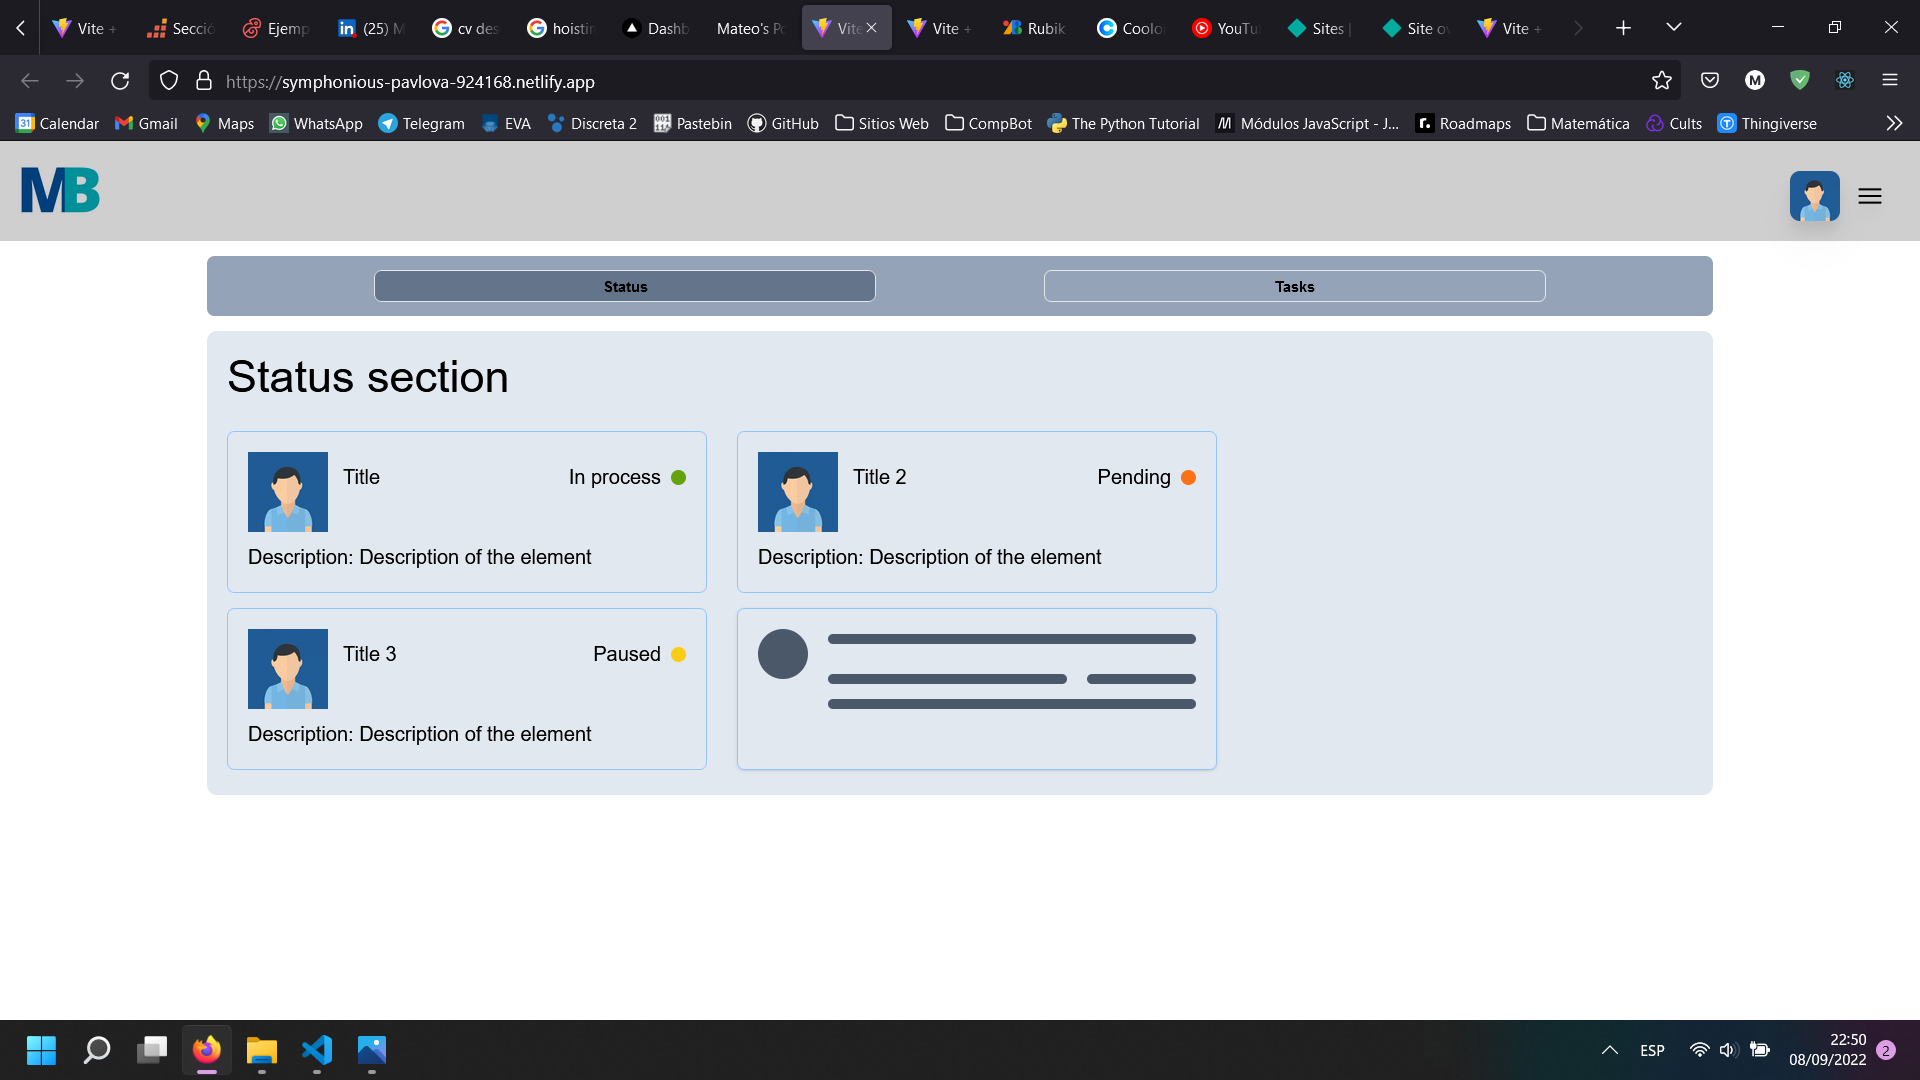 Vite +
Secció
Ejemp
(25) M
cv des
hoistin
Dashb
Mateo's Po
Vite
Vite +
Rubik
Coolo
YouTu
Sites |
Site ov
Vite +
https://symphonious-pavlova-924168.netlify.app
M
31 Calendar
Gmail
Maps
WhatsApp
Telegram
EVA
Discreta 2
Pastebin
GitHub
Sitios Web
CompBot
The Python Tutorial
Módulos JavaScript - J...
Roadmaps
Matemática
Cults
Thingiverse
MB
Status
Tasks
Status section
Title
In process
Description: Description of the element
Title 2
Pending
Description: Description of the element
Title 3
Paused
Description: Description of the element
ESP
22:50
08/09/2022
2